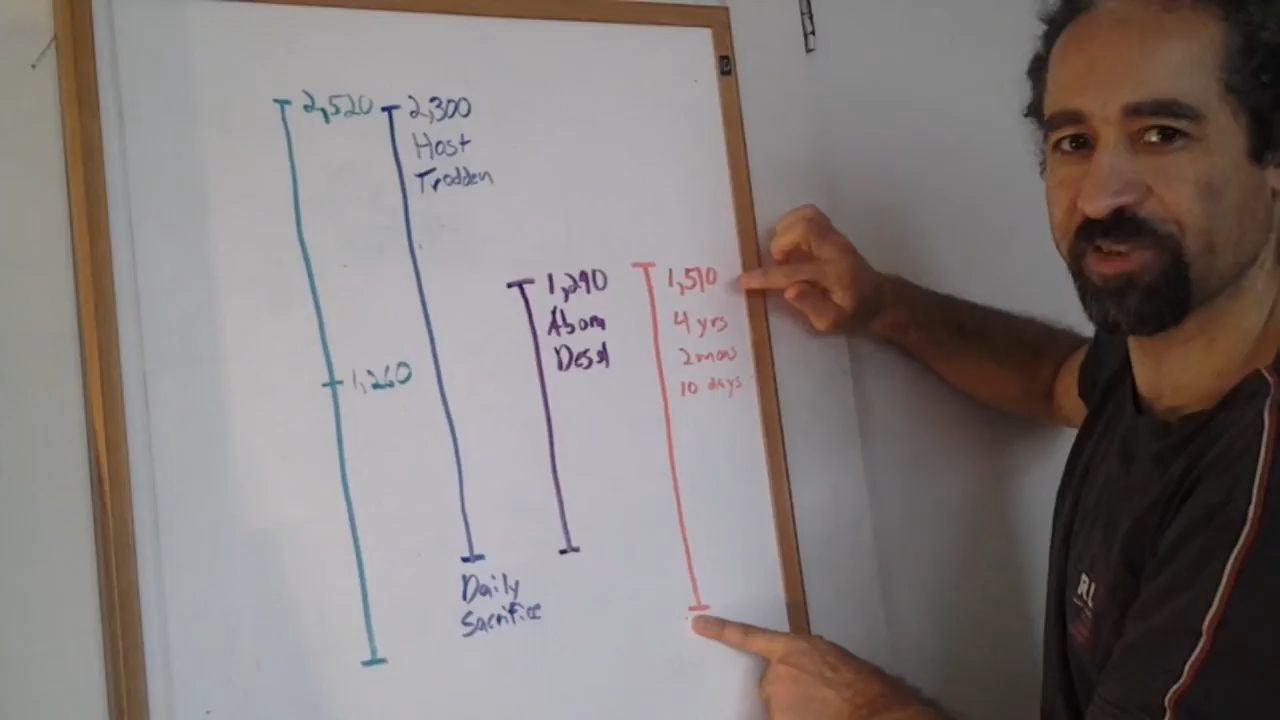 2,520
2,300
Host
Trodden
1,260
Daily
Sacrifice
1,290
Abom
Desol
1,510
4 yrs
2 mos
10 days
RL